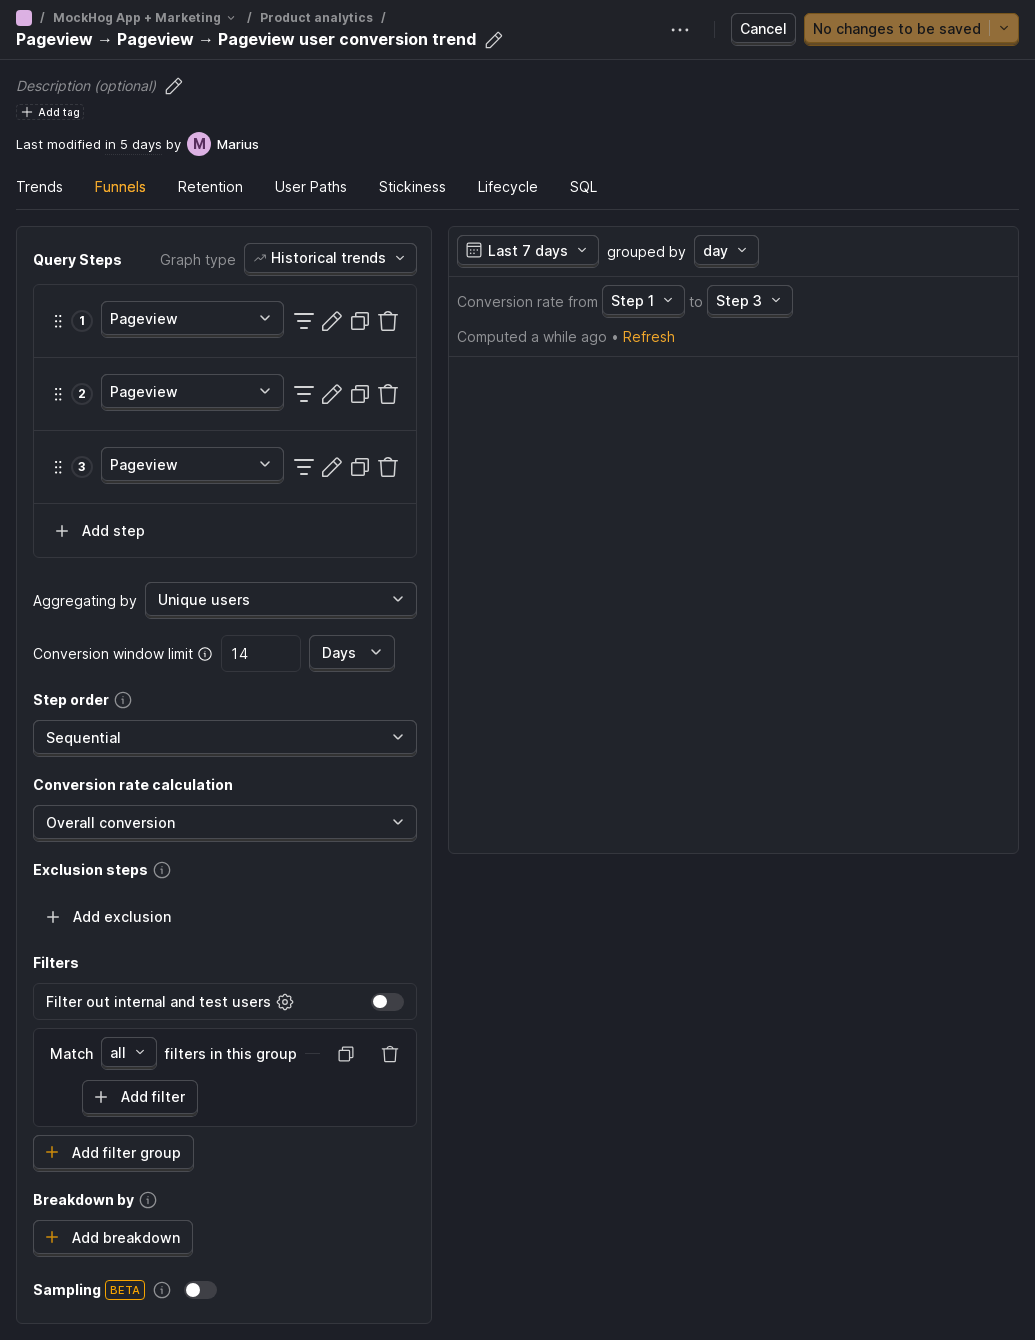 / MockHog App + Marketing / Product analytics /
Pageview → Pageview → Pageview user conversion trend
Cancel
No changes to be saved
Description (optional)
Add tag
Last modified in 5 days by M Marius
Trends Funnels Retention User Paths Stickiness Lifecycle SQL
Query Steps Graph type Historical trends
1 Pageview
2 Pageview
3 Pageview
Add step
Aggregating by Unique users
Conversion window limit 14 Days
Step order
Sequential
Conversion rate calculation
Overall conversion
Exclusion steps
Add exclusion
Filters
Filter out internal and test users
Match all filters in this group
Add filter
Add filter group
Breakdown by
Add breakdown
Sampling BETA
Last 7 days grouped by day
Conversion rate from Step 1 to Step 3
Computed a while ago • Refresh